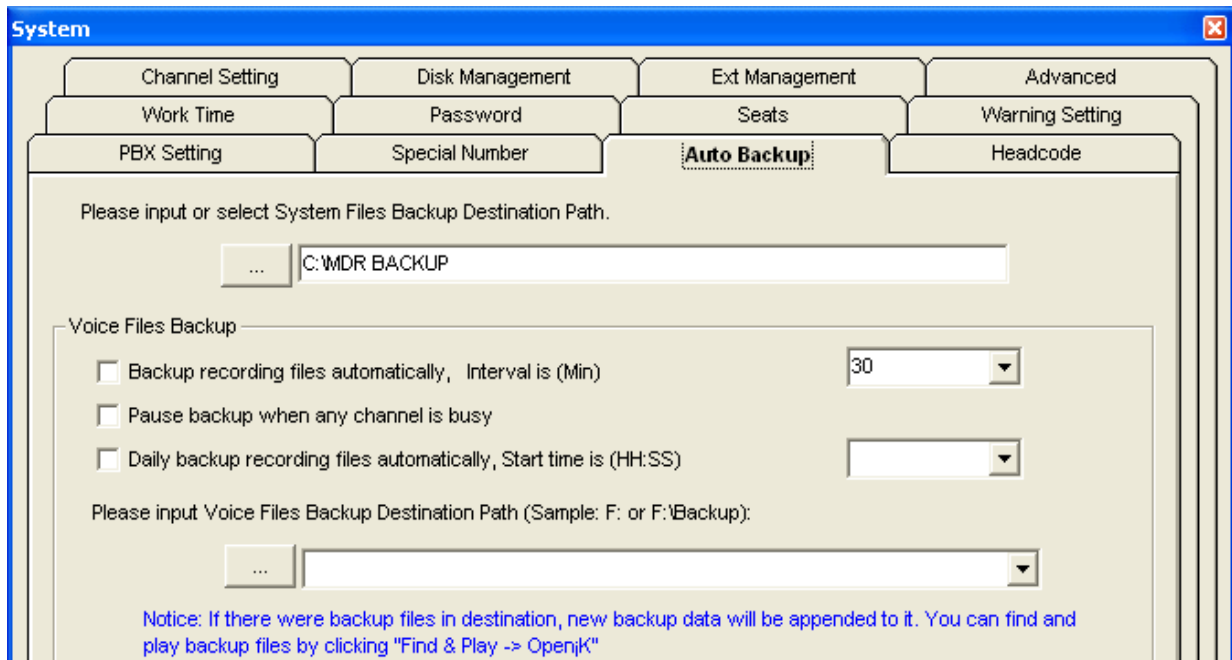 System
Channel Setting Disk Management Ext Management Advanced
Work Time Password Seats Warning Setting
PBX Setting Special Number Auto Backup Headcode
Please input or select System Files Backup Destination Path.
... C:\MDR BACKUP
Voice Files Backup
Backup recording files automatically, Interval is (Min) 30
Pause backup when any channel is busy
Daily backup recording files automatically, Start time is (HH:SS)
Please input Voice Files Backup Destination Path (Sample: F: or F:\Backup):
...
Notice: If there were backup files in destination, new backup data will be appended to it. You can find and
play backup files by clicking "Find & Play -> Open¡K"